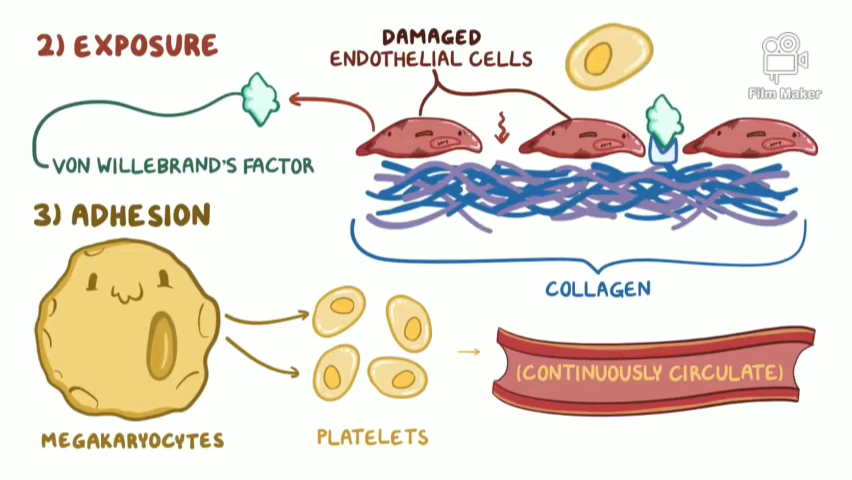 2) EXPOSURE
DAMAGED
ENDOTHELIAL CELLS
Film Maker
VON WILLEBRAND'S FACTOR
3) ADHESION
COLLAGEN
(CONTINUOUSLY CIRCULATE)
MEGAKARYOCYTES
PLATELETS